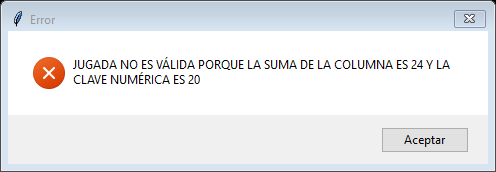 Error
JUGADA NO ES VÁLIDA PORQUE LA SUMA DE LA COLUMNA ES 24 Y LA
CLAVE NUMÉRICA ES 20
Aceptar